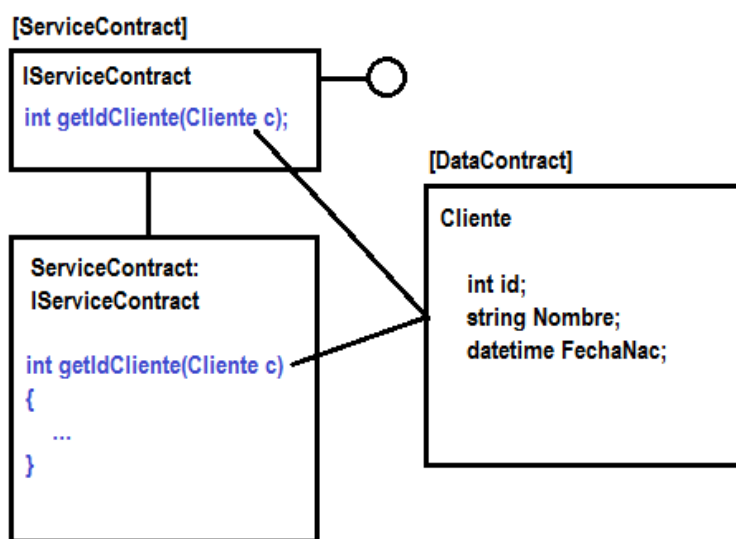 [ServiceContract]
IServiceContract
int getIdCliente(Cliente c);
[DataContract]
Cliente
int id;
string Nombre;
datetime FechaNac;
ServiceContract:
IServiceContract
int getIdCliente(Cliente c)
{
...
}